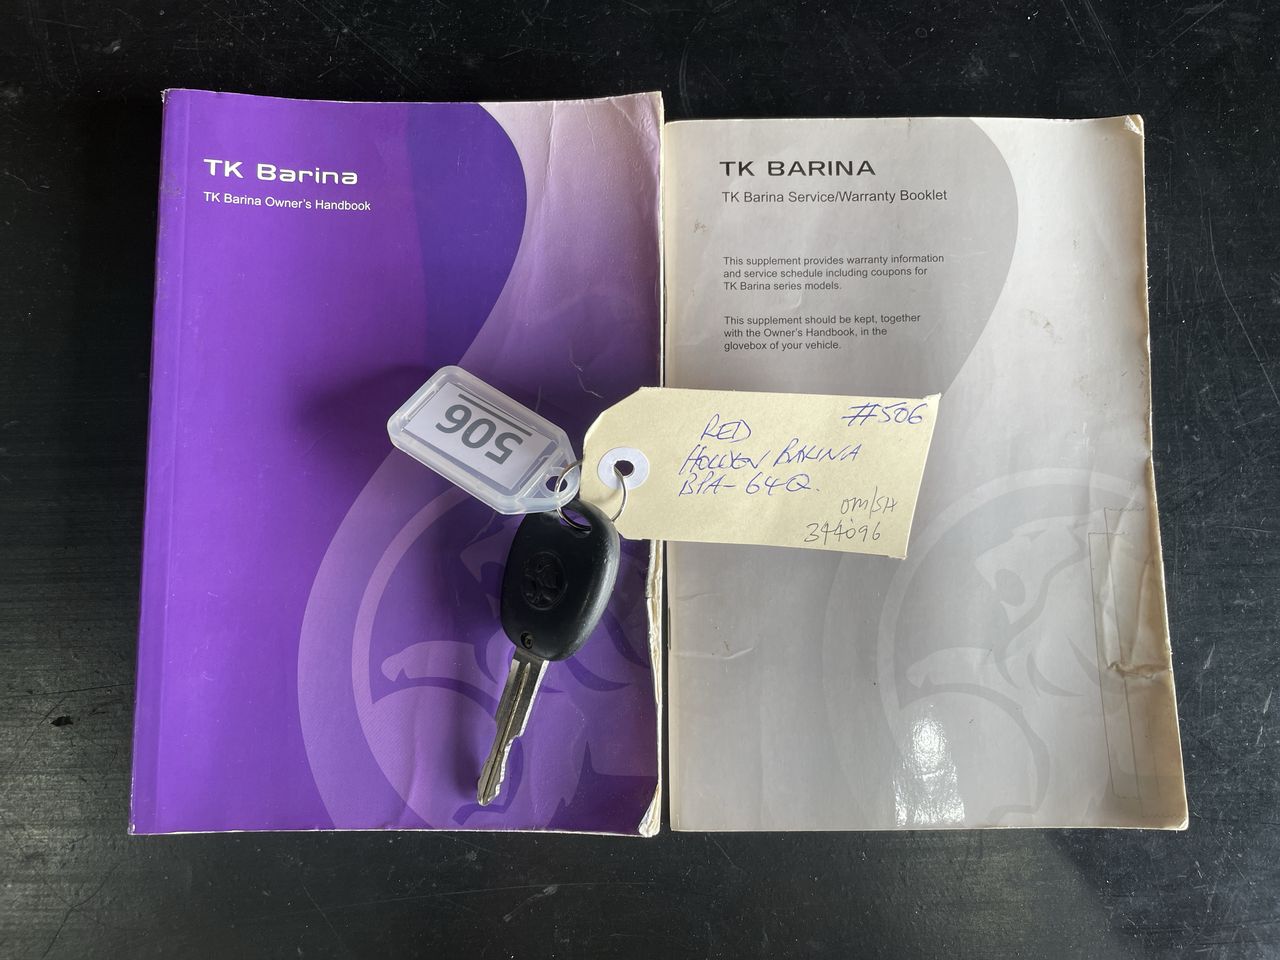 TK Barina
TK Barina Owner's Handbook
TK BARINA
TK Barina Service/Warranty Booklet
This supplement provides warranty information
and service schedule including coupons for
TK Barina series models.
This supplement should be kept, together
with the Owner's Handbook, in the
glovebox of your vehicle.
506
#506
RED
HOLDEN BARINA
BPA-64Q.
OM/SH
344096